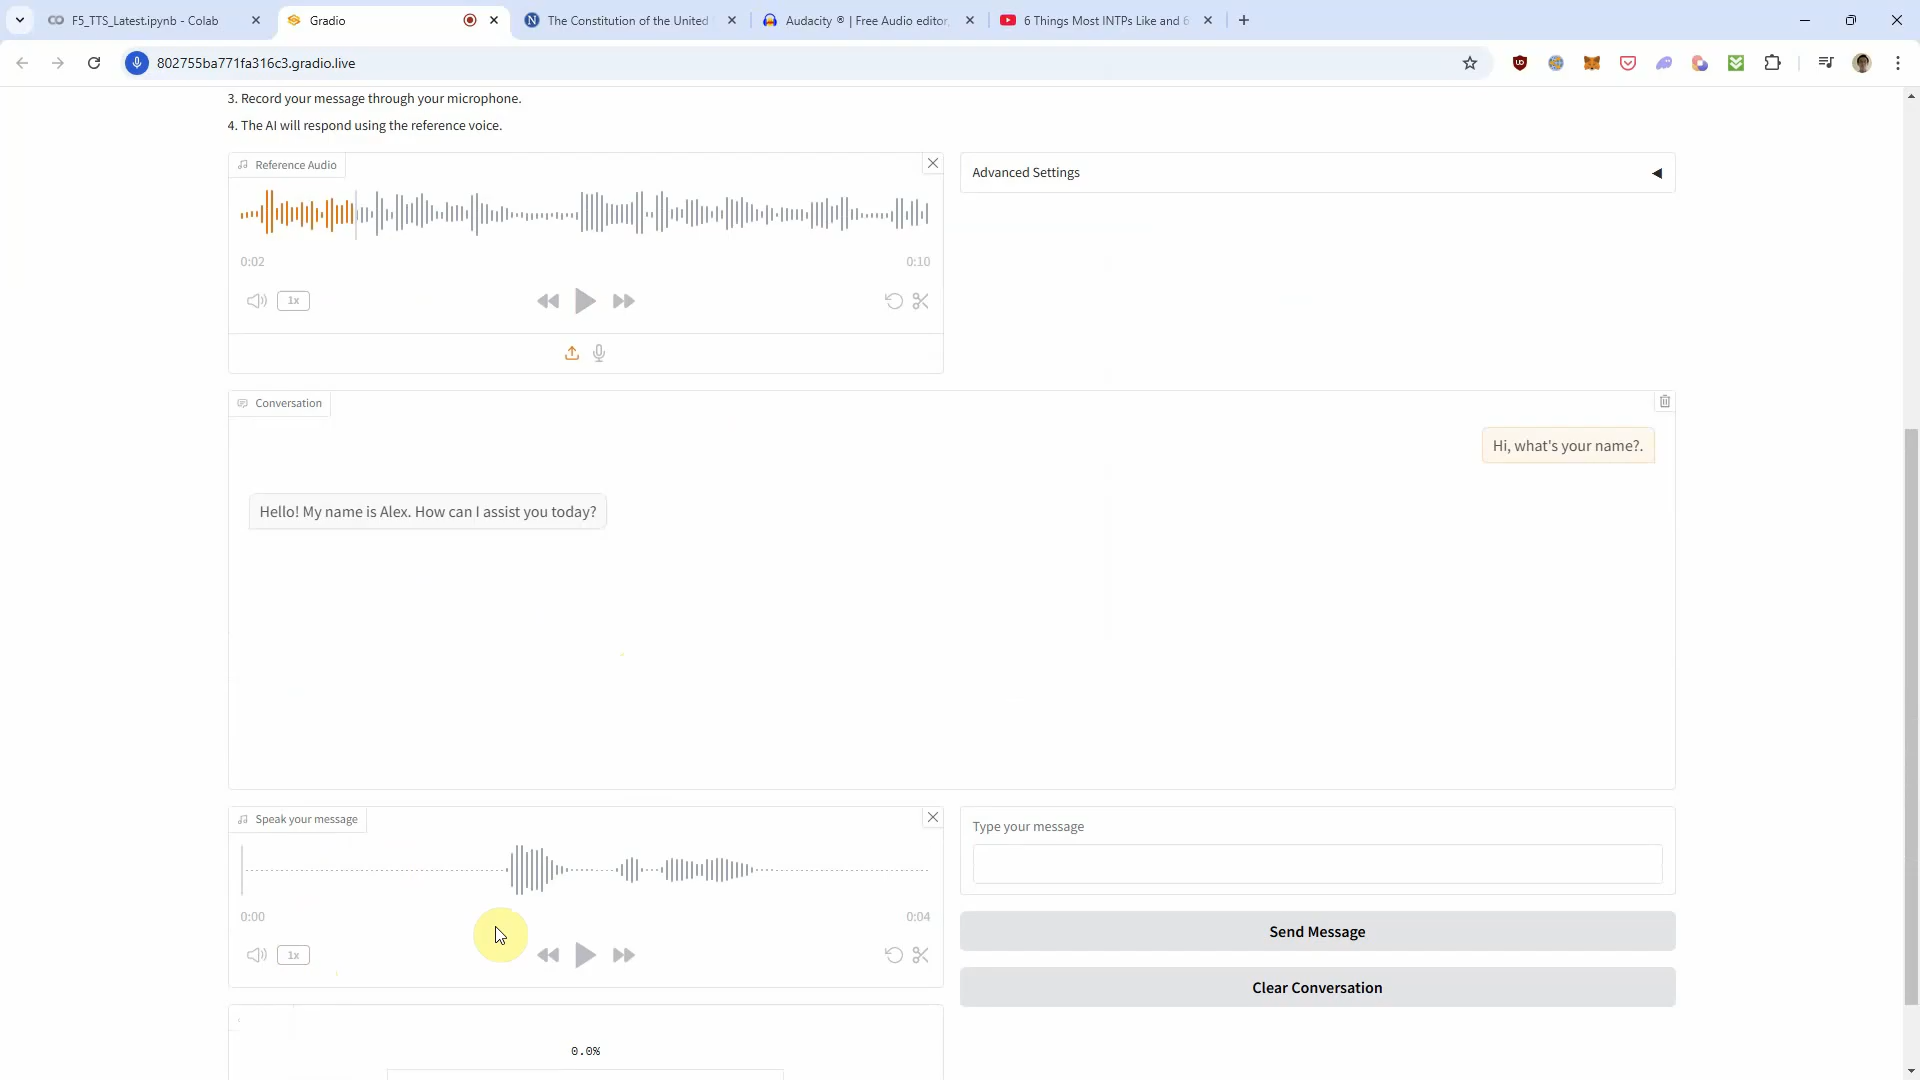 F5_TTS_Latest.ipynb - Colab
Gradio
The Constitution of the United
Audacity ® | Free Audio editor,
6 Things Most INTPs Like and 6
802755ba771fa316c3.gradio.live
3. Record your message through your microphone.
4. The AI will respond using the reference voice.
Reference Audio
Advanced Settings
0:02
0:10
1x
Conversation
Hi, what's your name?.
Hello! My name is Alex. How can I assist you today?
Speak your message
Type your message
0:00
0:04
Send Message
1x
Clear Conversation
0.0%